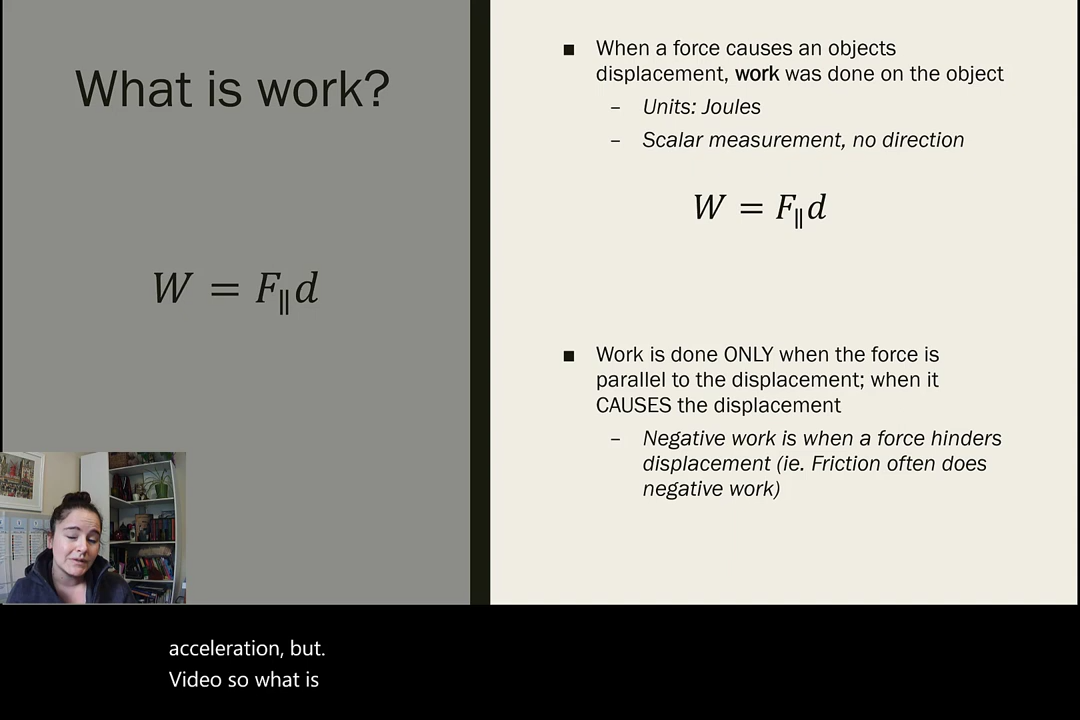 What is work?
W = F∥d
■ When a force causes an objects
displacement, work was done on the object
– Units: Joules
– Scalar measurement, no direction
W = F∥d
■ Work is done ONLY when the force is
parallel to the displacement; when it
CAUSES the displacement
– Negative work is when a force hinders
displacement (ie. Friction often does
negative work)
acceleration, but.
Video so what is